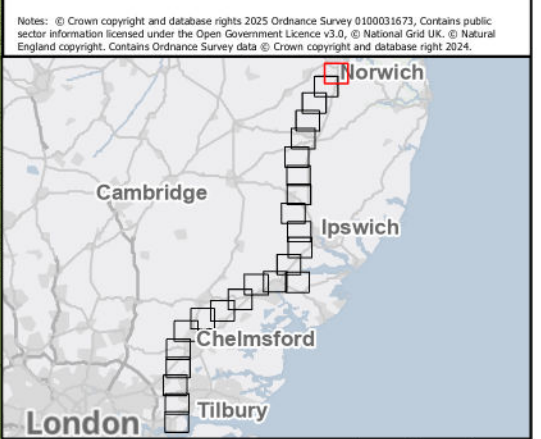 Notes: © Crown copyright and database rights 2025 Ordnance Survey 0100031673, Contains public
sector information licensed under the Open Government Licence v3.0, © National Grid UK. © Natural
England copyright. Contains Ordnance Survey data © Crown copyright and database right 2024.
Norwich
Cambridge
Ipswich
Chelmsford
Tilbury
London